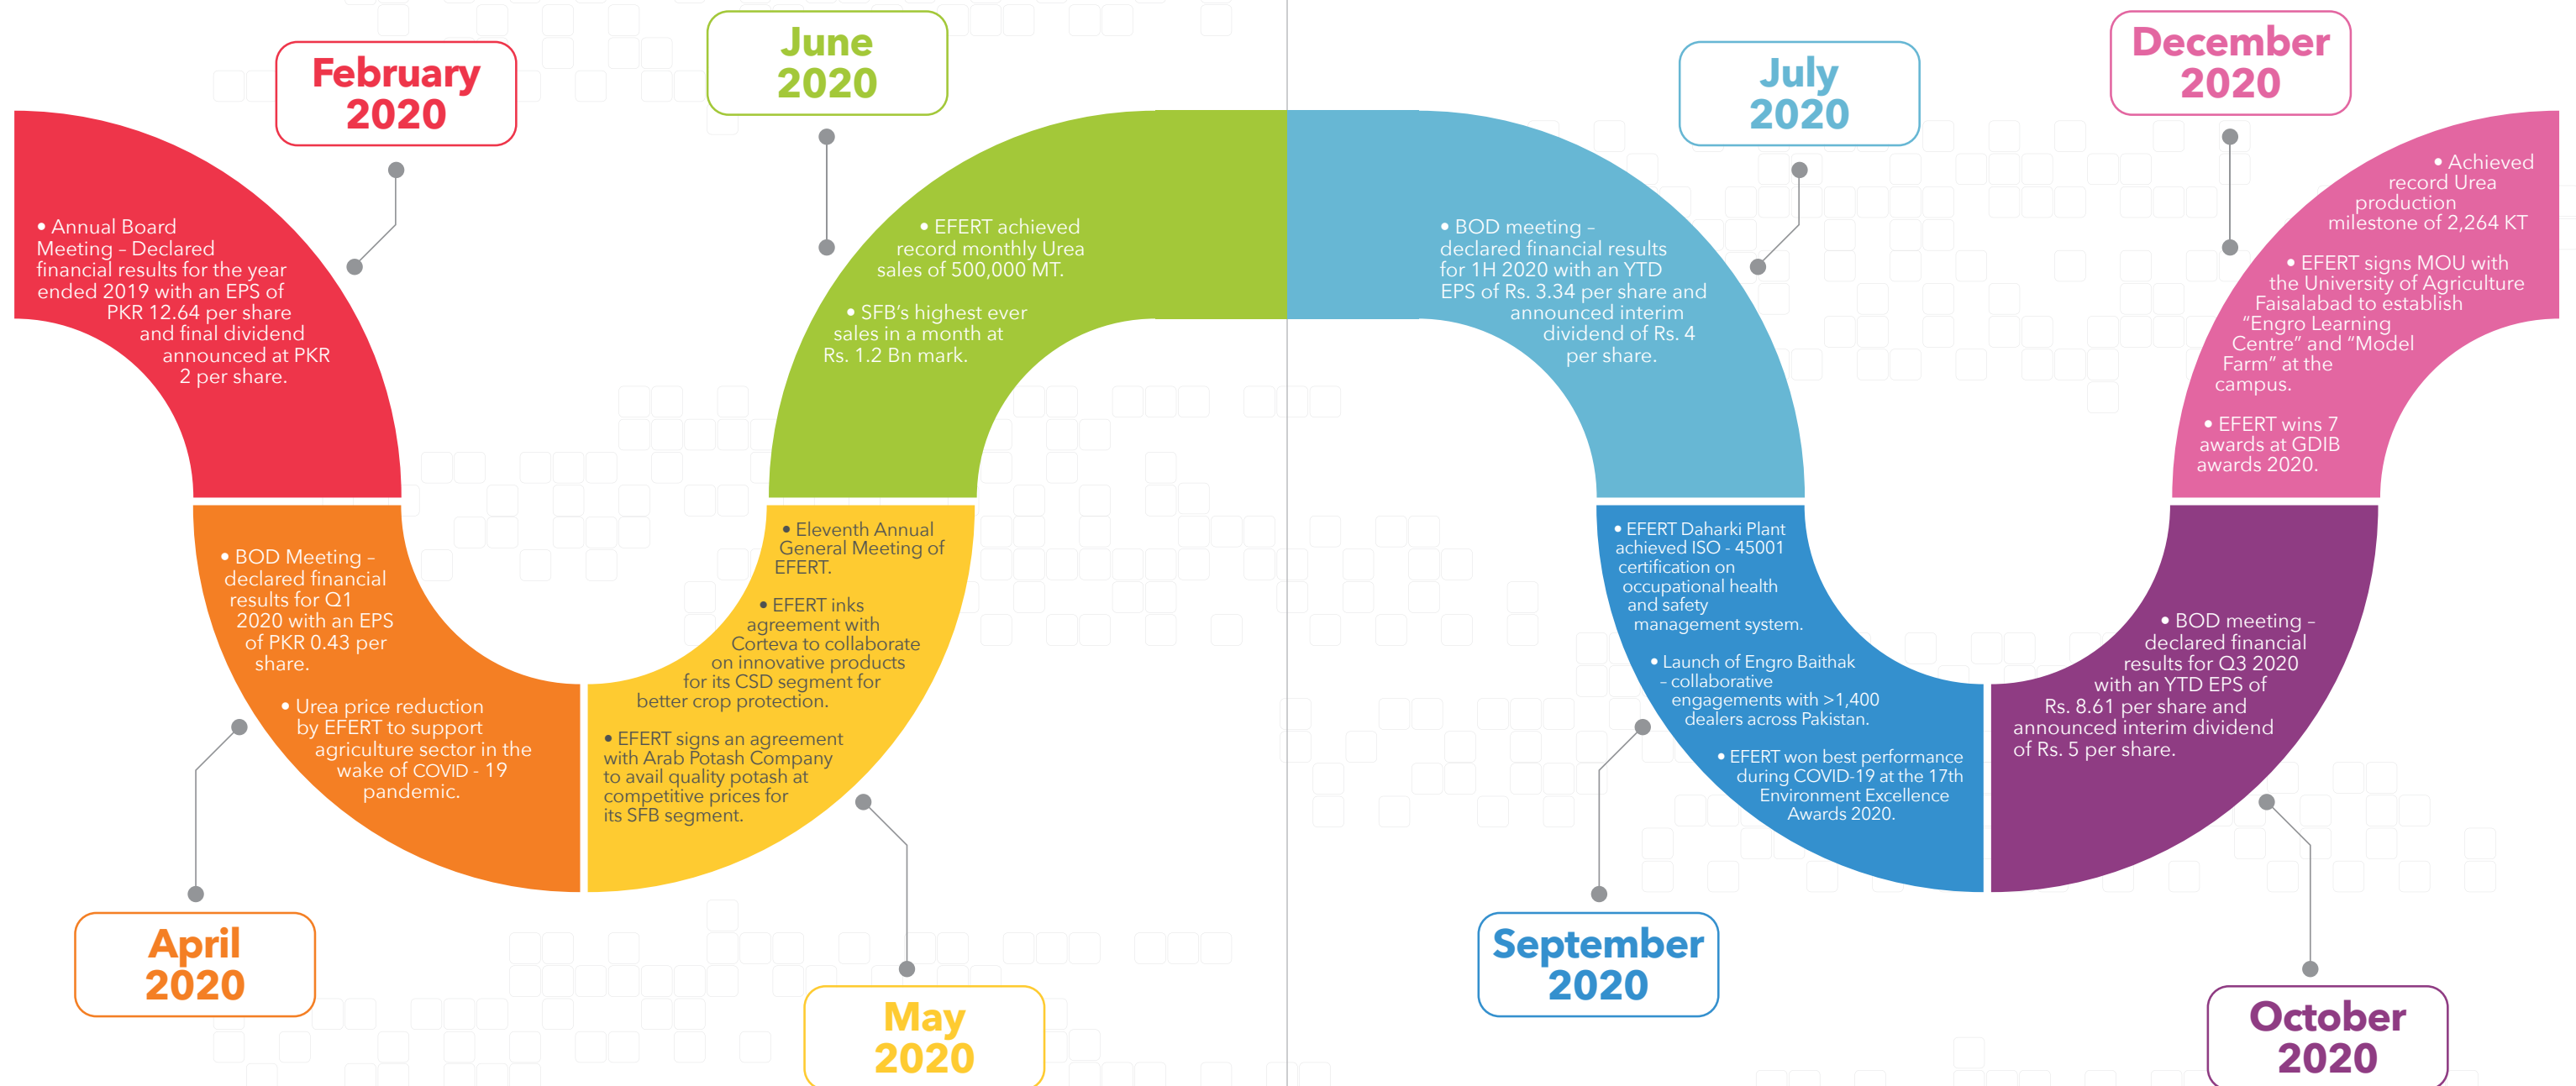 February
2020
• Annual Board
Meeting – Declared
financial results for the year
ended 2019 with an EPS of
PKR 12.64 per share
and final dividend
announced at PKR
2 per share.
April
2020
• BOD Meeting –
declared financial
results for Q1
2020 with an EPS
of PKR 0.43 per
share.
• Urea price reduction
by EFERT to support
agriculture sector in the
wake of COVID - 19
pandemic.
May
2020
• Eleventh Annual
General Meeting of
EFERT.
• EFERT inks
agreement with
Corteva to collaborate
on innovative products
for its CSD segment for
better crop protection.
• EFERT signs an agreement
with Arab Potash Company
to avail quality potash at
competitive prices for
its SFB segment.
June
2020
• EFERT achieved
record monthly Urea
sales of 500,000 MT.
• SFB’s highest ever
sales in a month at
Rs. 1.2 Bn mark.
July
2020
• BOD meeting –
declared financial results
for 1H 2020 with an YTD
EPS of Rs. 3.34 per share and
announced interim
dividend of Rs. 4
per share.
September
2020
• EFERT Daharki Plant
achieved ISO - 45001
certification on
occupational health
and safety
management system.
• Launch of Engro Baithak
– collaborative
engagements with >1,400
dealers across Pakistan.
• EFERT won best performance
during COVID-19 at the 17th
Environment Excellence
Awards 2020.
October
2020
• BOD meeting –
declared financial
results for Q3 2020
with an YTD EPS of
Rs. 8.61 per share and
announced interim dividend
of Rs. 5 per share.
December
2020
• Achieved
record Urea
production
milestone of 2,264 KT
• EFERT signs MOU with
the University of Agriculture
Faisalabad to establish
“Engro Learning
Centre” and “Model
Farm” at the
campus.
• EFERT wins 7
awards at GDIB
awards 2020.